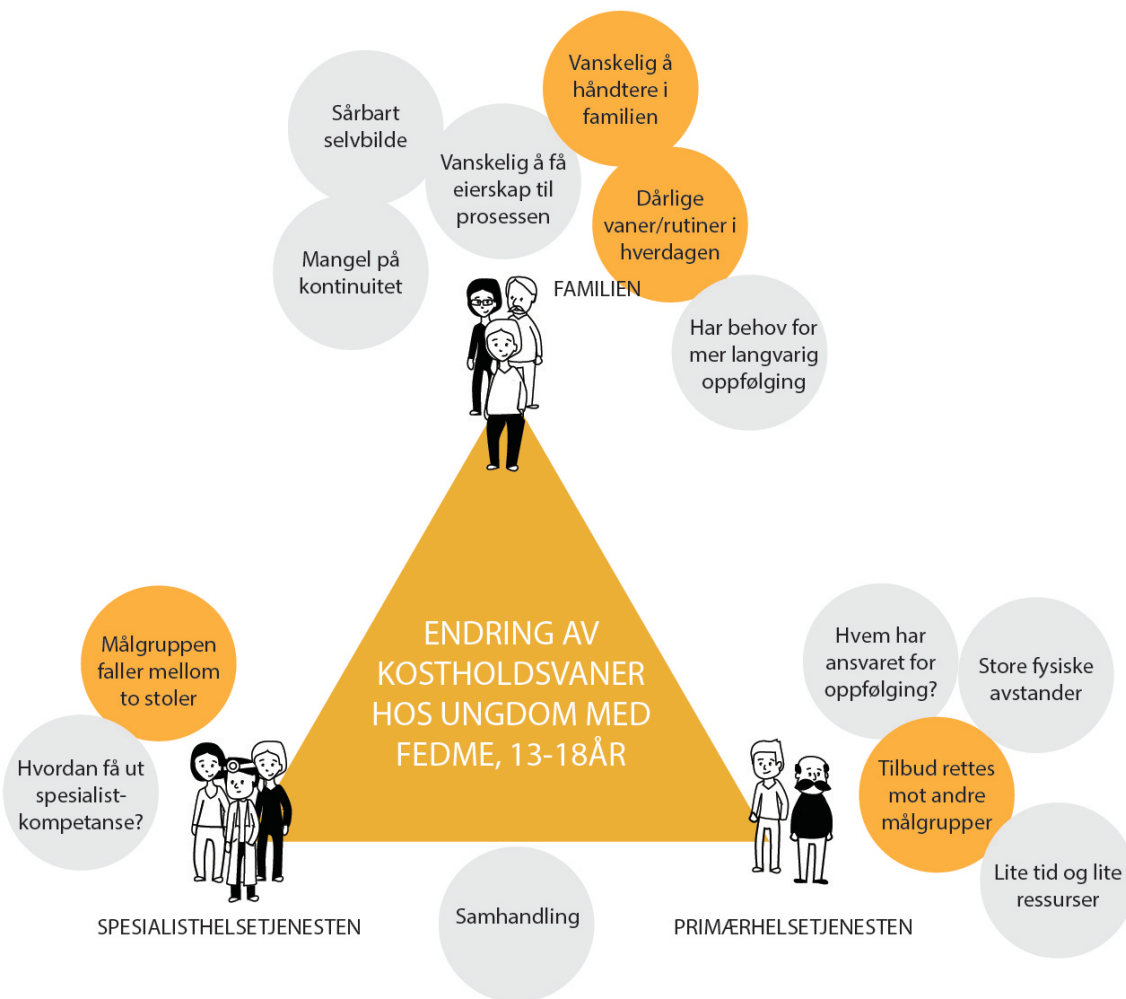 Vanskelig å
håndtere i
familien
Sårbart
selvbilde
Vanskelig å få
eierskap til
prosessen
Dårlige
vaner/rutiner i
hverdagen
Mangel på
kontinuitet
FAMILIEN
Har behov for
mer langvarig
oppfølging
ENDRING AV
KOSTHOLDSVANER
HOS UNGDOM MED
FEDME, 13-18ÅR
Målgruppen
faller mellom
to stoler
Hvordan få ut
spesialist-
kompetanse?
SPESIALISTHELSETJENESTEN
Samhandling
Hvem har
ansvaret for
oppfølging?
Store fysiske
avstander
Tilbud rettes
mot andre
målgrupper
Lite tid og lite
ressurser
PRIMÆRHELSETJENESTEN